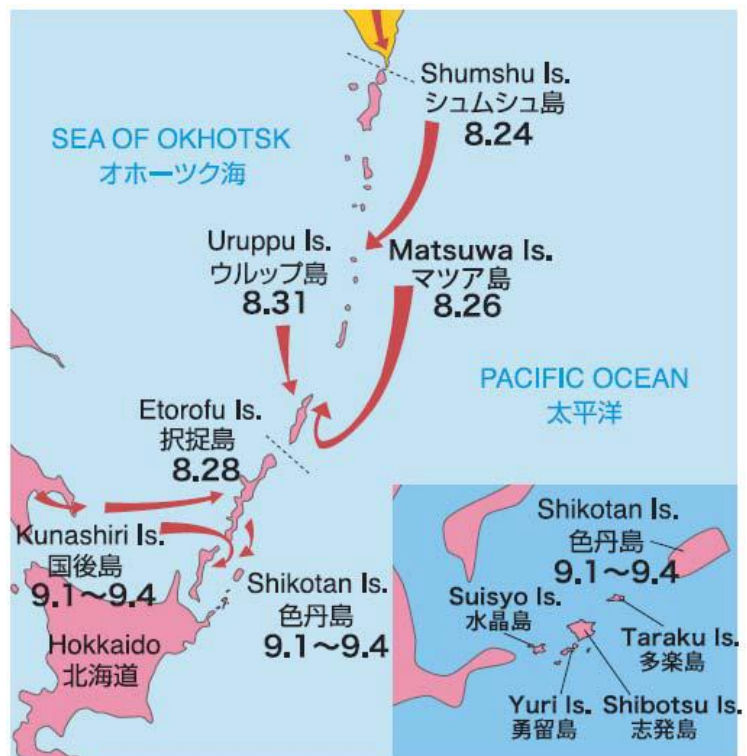 Shumshu Is.
シュムシュ島
8.24
SEA OF OKHOTSK
オホーツク海
Uruppu Is.
ウルップ島
8.31
Matsuwa Is.
マツア島
8.26
PACIFIC OCEAN
太平洋
Etorofu Is.
択捉島
8.28
Kunashiri Is.
国後島
9.1～9.4
Shikotan Is.
色丹島
9.1～9.4
Hokkaido
北海道
Shikotan Is.
色丹島
9.1～9.4
Suisyo Is.
水晶島
Taraku Is.
多楽島
Yuri Is.
勇留島
Shibotsu Is.
志発島